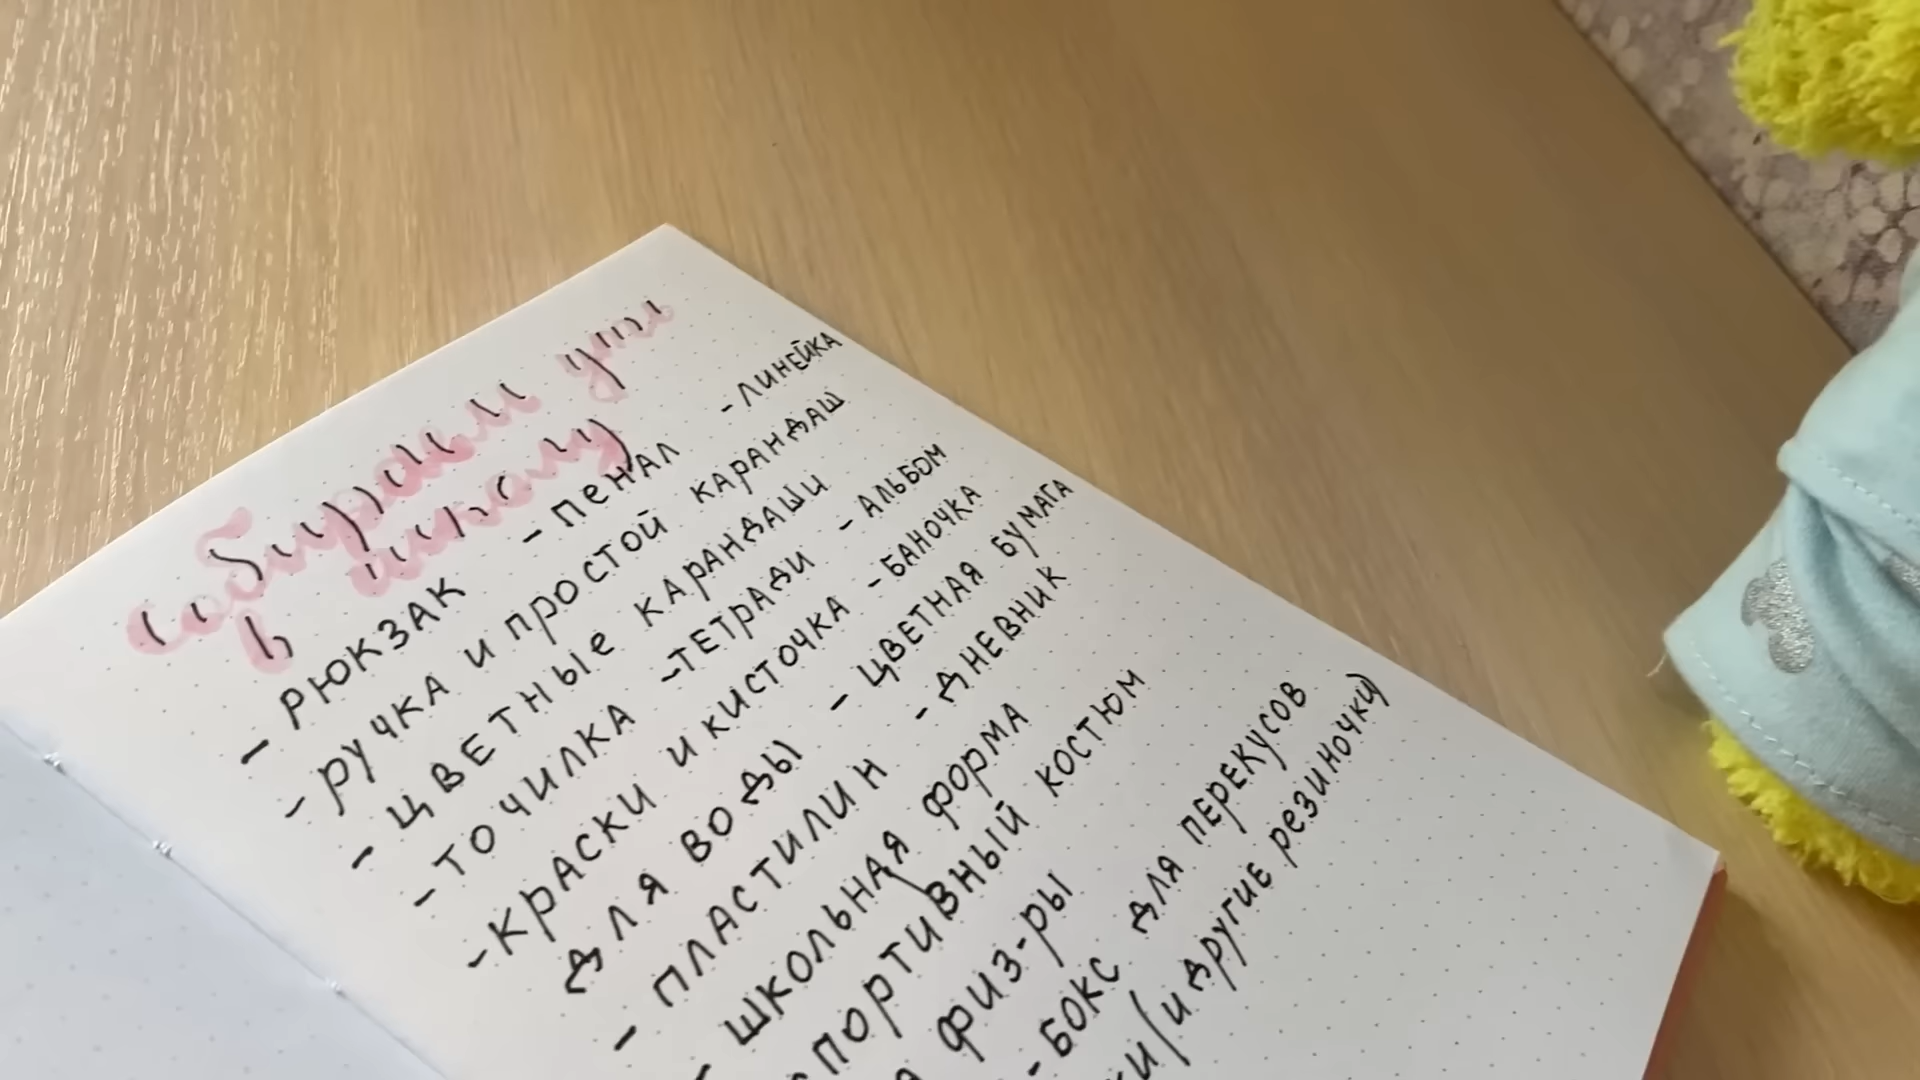 Собираем утю
в школу
- рюкзак - пенал - линейка
- ручка и простой карандаш
- цветные карандаши
- точилка - тетради - альбом
- краски и кисточка - баночка
для воды - цветная бумага
- пластилин - дневник
- школьная форма
спортивный костюм
физ-ры
- бокс для перекусов
(и другие резиночки)